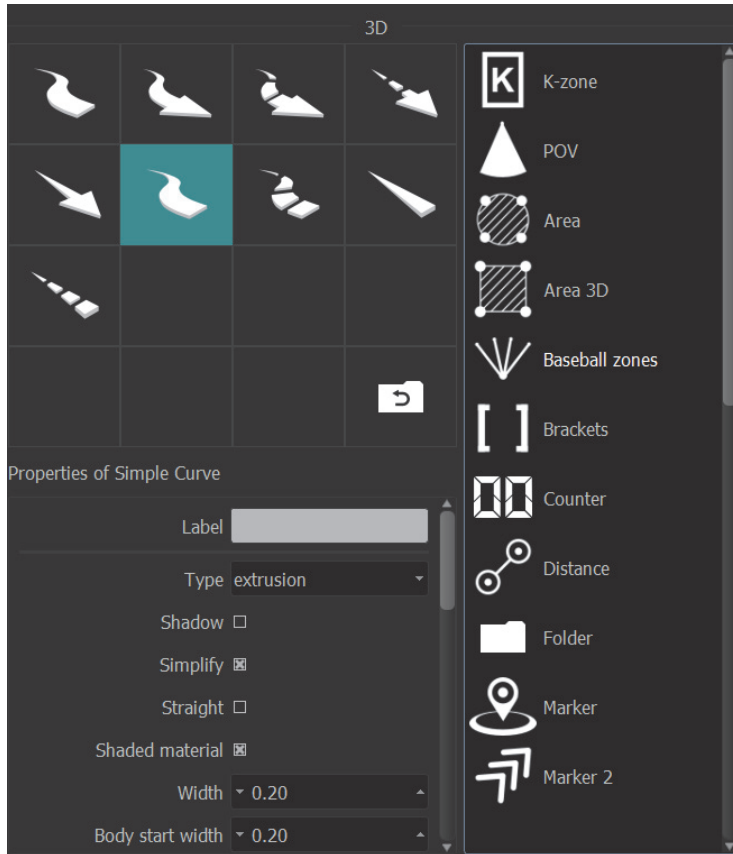 3D
K
K-zone
POV
Area
Area 3D
Baseball zones
Brackets
00
Counter
Distance
Folder
Marker
Marker 2
Properties of Simple Curve
Label
Type extrusion
Shadow
Simplify
Straight
Shaded material
Width 0.20
Body start width 0.20